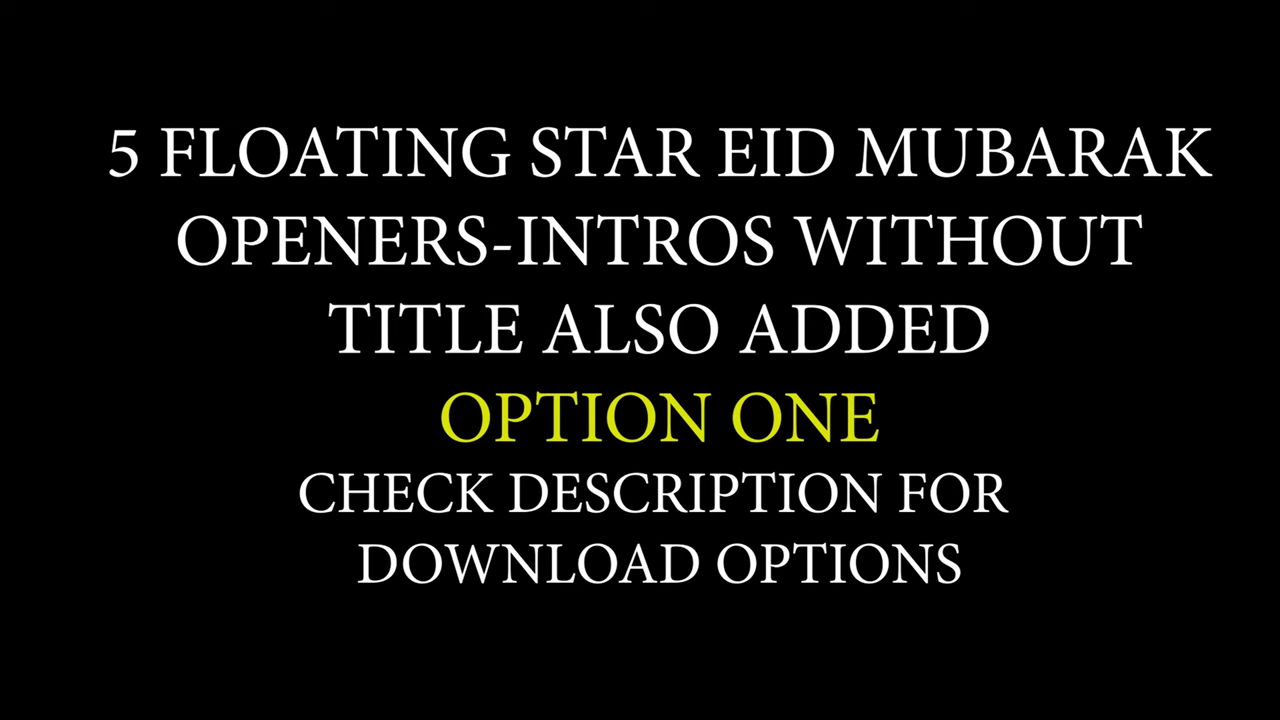 5 FLOATING STAR EID MUBARAK
OPENERS-INTROS WITHOUT
TITLE ALSO ADDED
OPTION ONE
CHECK DESCRIPTION FOR
DOWNLOAD OPTIONS